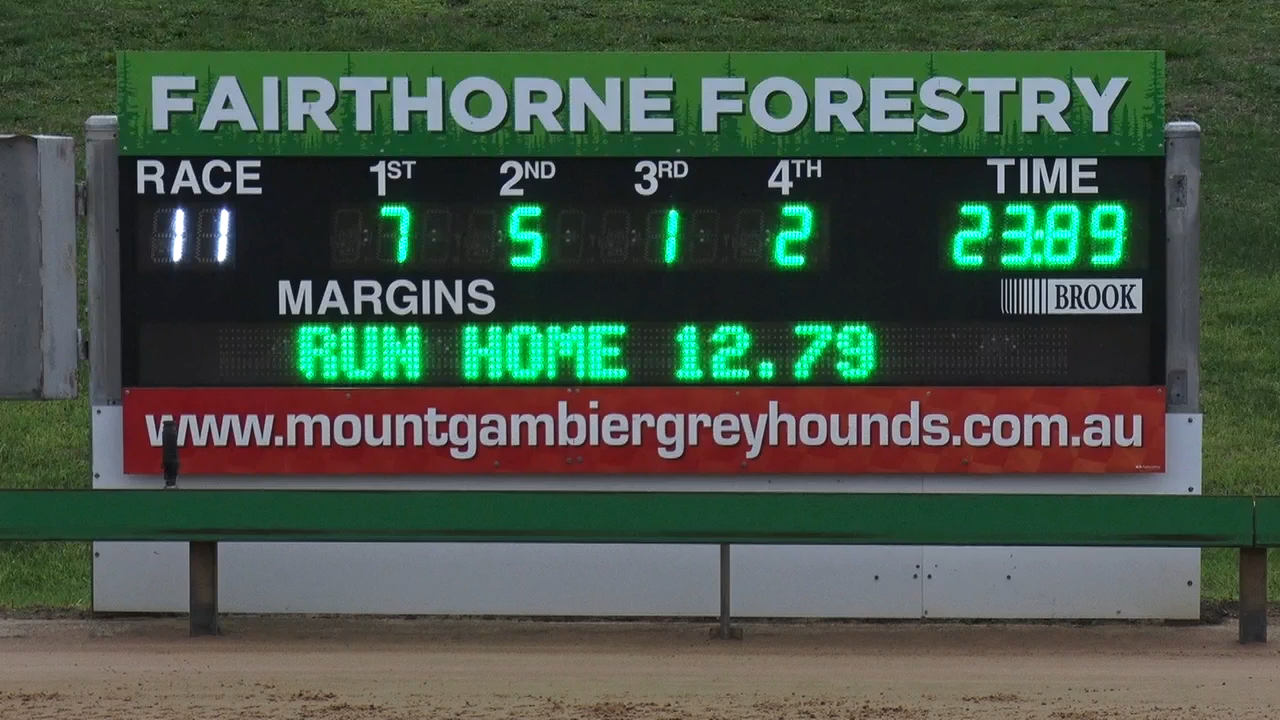 FAIRTHORNE FORESTRY
RACE 1ST 2ND 3RD 4TH TIME
11 7 5 1 2 23:89
MARGINS BROOK
RUN HOME 12.79
www.mountgambiergreyhounds.com.au